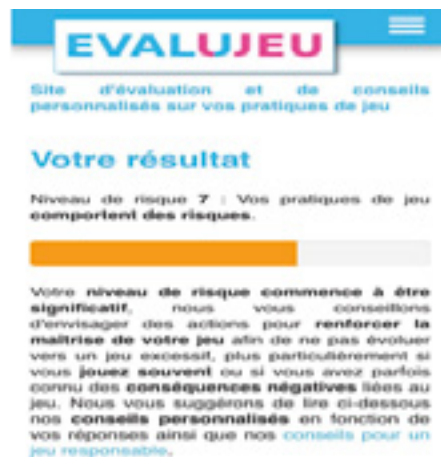 EVALUJEU
Site d'évaluation et de conseils
personnalisés sur vos pratiques de jeu
Votre résultat
Niveau de risque 7 : Vos pratiques de jeu
comportent des risques.
Votre niveau de risque commence à être
significatif, nous vous conseillons
d'envisager des actions pour renforcer la
maîtrise de votre jeu afin de ne pas évoluer
vers un jeu excessif, plus particulièrement si
vous jouez souvent ou si vous avez parfois
connu des conséquences négatives liées au
jeu. Nous vous suggérons de lire ci-dessous
nos conseils personnalisés en fonction de
vos réponses ainsi que nos conseils pour un
jeu responsable.